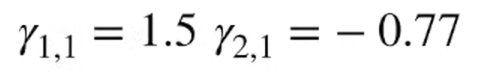 γ1,1 = 1.5 γ2,1 = − 0.77